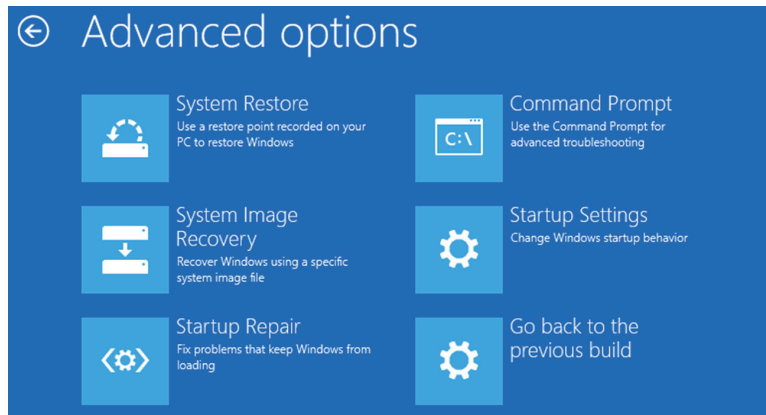 Advanced options
System Restore
Use a restore point recorded on your
PC to restore Windows
System Image
Recovery
Recover Windows using a specific
system image file
Startup Repair
Fix problems that keep Windows from
loading
C:\
Command Prompt
Use the Command Prompt for
advanced troubleshooting
Startup Settings
Change Windows startup behavior
Go back to the
previous build